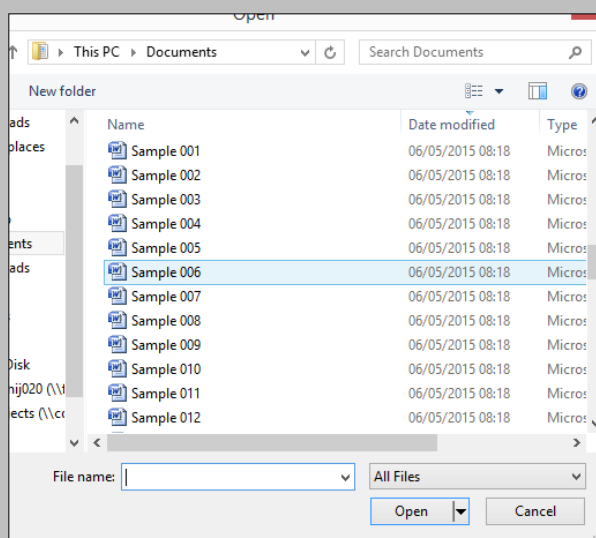 Open
This PC Documents Search Documents
New folder
Name Date modified Type
ads
places
Sample 001 06/05/2015 08:18 Micros
Sample 002 06/05/2015 08:18 Micros
Sample 003 06/05/2015 08:18 Micros
Sample 004 06/05/2015 08:18 Micros
ents Sample 005 06/05/2015 08:18 Micros
ads Sample 006 06/05/2015 08:18 Micros
Sample 007 06/05/2015 08:18 Micros
Sample 008 06/05/2015 08:18 Micros
Sample 009 06/05/2015 08:18 Micros
Disk Sample 010 06/05/2015 08:18 Micros
nij020 (\\f Sample 011 06/05/2015 08:18 Micros
ects (\\co Sample 012 06/05/2015 08:18 Micros
File name: All Files
Open Cancel